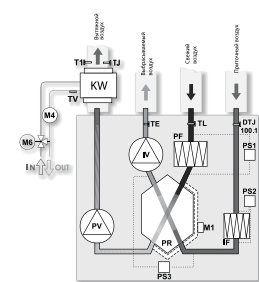 Вытяжной
воздух
Выбрасываемый
воздух
Свежий
воздух
Приточный воздух
T1
TJ
KW
TV
M4
M6
IN
OUT
TE
TL
DTJ
100.1
PF
PS1
IV
PS2
PV
M1
IF
PR
PS3